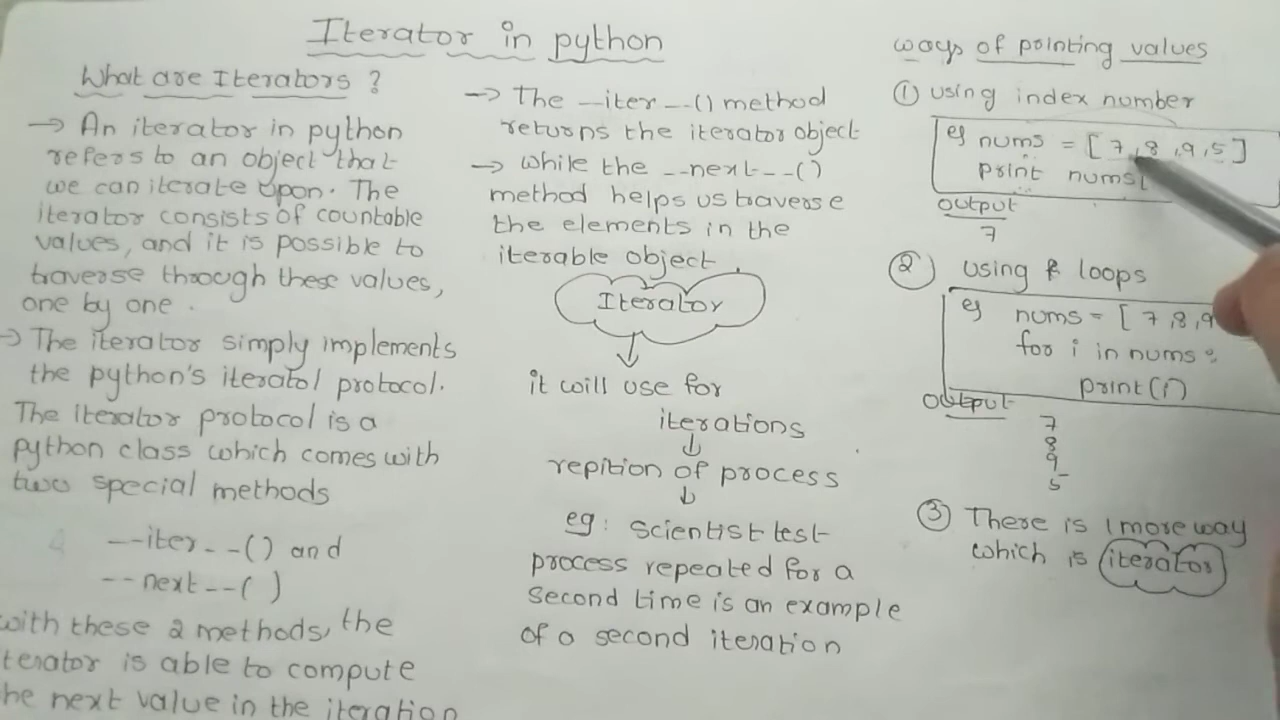 Iterator in python
What are Iterators ?
→ An iterator in python
refers to an object that
we can iterate upon. The
iterator consists of countable
values, and it is possible to
traverse through these values,
one by one .
→ The iterator simply implements
the python's iterator protocol.
The iterator protocol is a
python class which comes with
two special methods
--iter--() and
--next--()
with these 2 methods, the
terator is able to compute
he next value in the iteration
→ The --iter--() method
returns the iterator object
→ while the --next--()
method helps us traverse
the elements in the
iterable object.
Iterator
it will use for
iterations
↓
repition of process
↓
eg: scientist test
process repeated for a
second time is an example
of a second iteration
ways of printing values
① using index number
eg nums = [ 7,8,9,5]
print nums[
output
7
② using loops
eg nums = [ 7,8,9
for i in nums :
print(i)
output
7
8
9
5
③ There is 1 more way
which is iterator